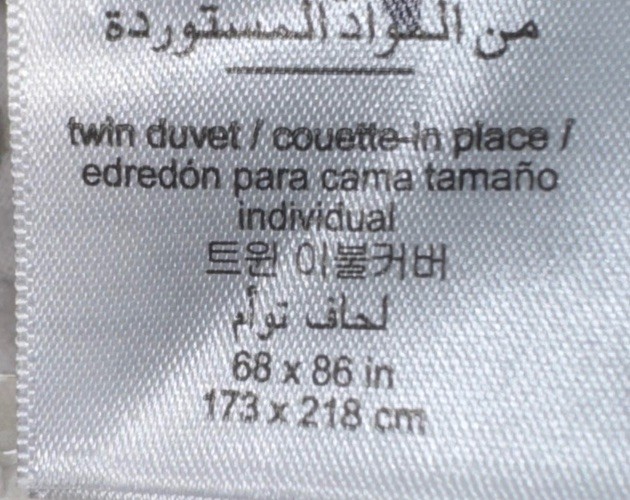 من المواد المستوردة
twin duvet / couette-in place /
edredón para cama tamaño
individual
트윈 이불커버
لحاف توأم
68 x 86 in
173 x 218 cm